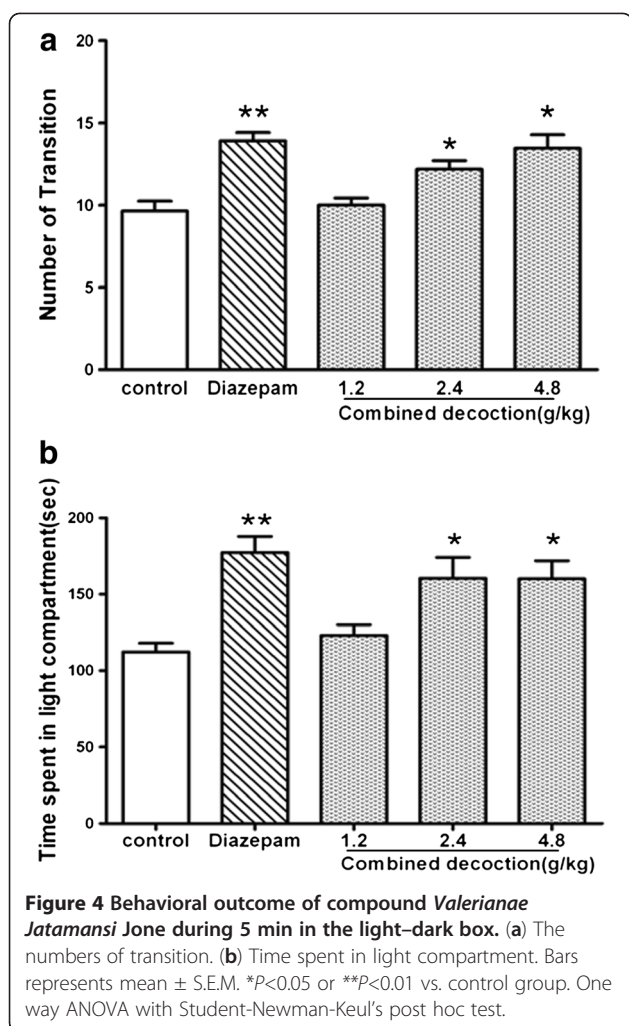 a
20
15
10
5
0
Number of Transition
** * *
control Diazepam 1.2 2.4 4.8
Combined decoction(g/kg)
b
200
150
100
50
0
Time spent in light compartment(sec)
** * *
control Diazepam 1.2 2.4 4.8
Combined decoction(g/kg)
Figure 4 Behavioral outcome of compound Valerianae
Jatamansi Jone during 5 min in the light–dark box. (a) The
numbers of transition. (b) Time spent in light compartment. Bars
represents mean ± S.E.M. *P<0.05 or **P<0.01 vs. control group. One
way ANOVA with Student-Newman-Keul's post hoc test.